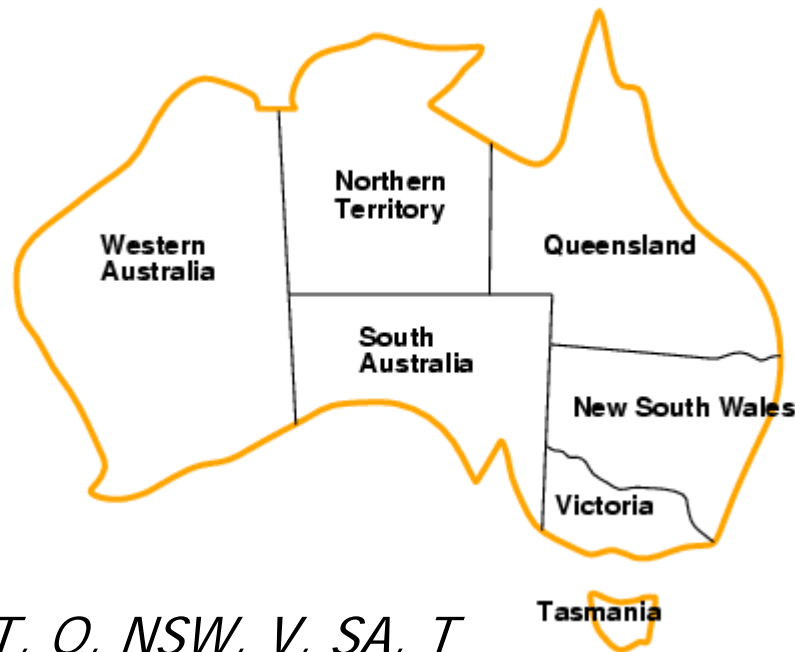 Northern
Territory
Western
Australia
Queensland
South
Australia
New South Wales
Victoria
Tasmania
T, Q, NSW, V, SA, T